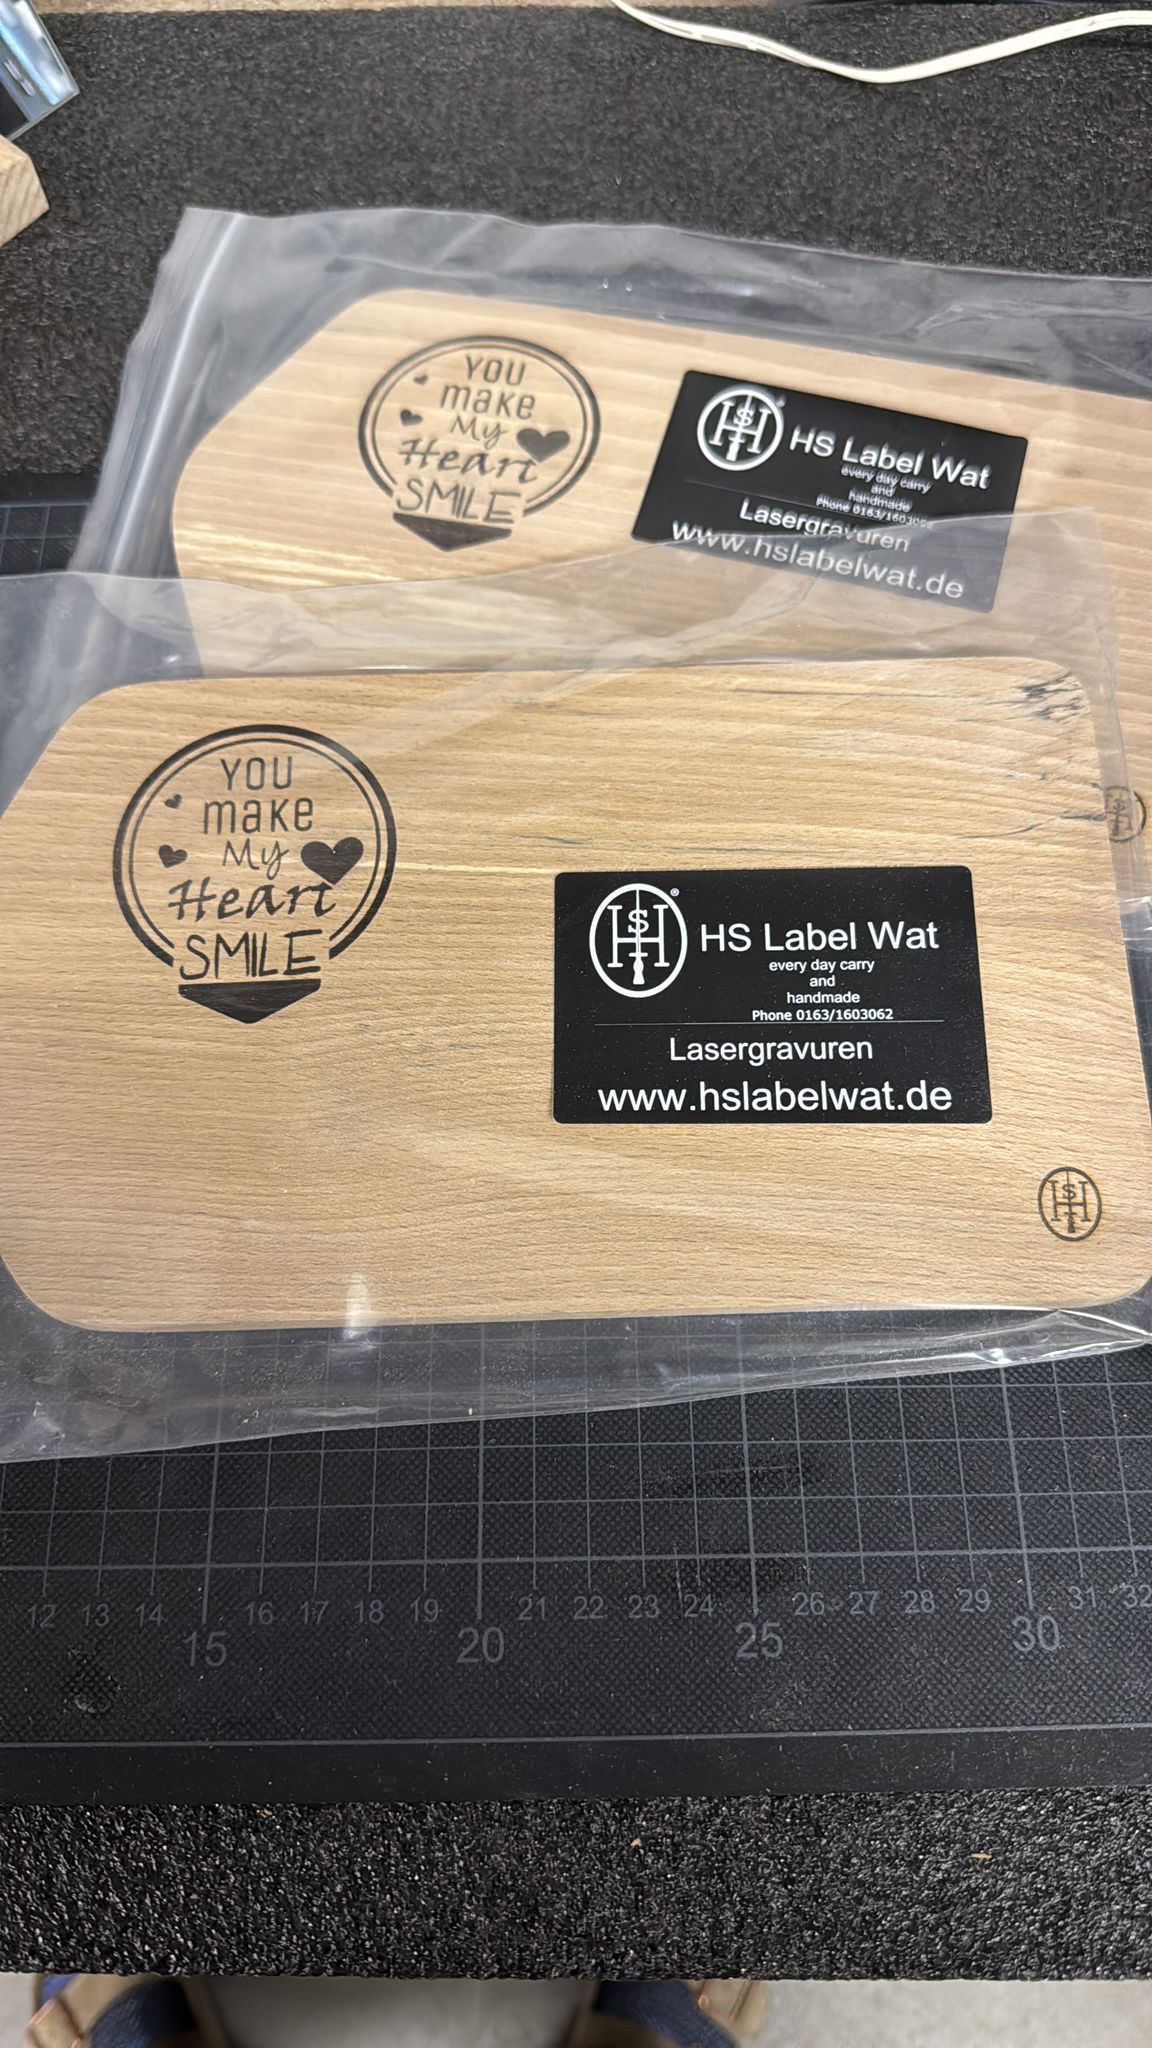 YOU
make
My
Heart
SMILE
HS
®
HS Label Wat
every day carry
and
handmade
Lasergravuren
www.hslabelwat.de
YOU
make
My
Heart
SMILE
HS
®
HS Label Wat
every day carry
and
handmade
Phone 0163/1603062
Lasergravuren
www.hslabelwat.de
HS
12 13 14 15 16 17 18 19 20 21 22 23 24 25 26 27 28 29 30 31 32